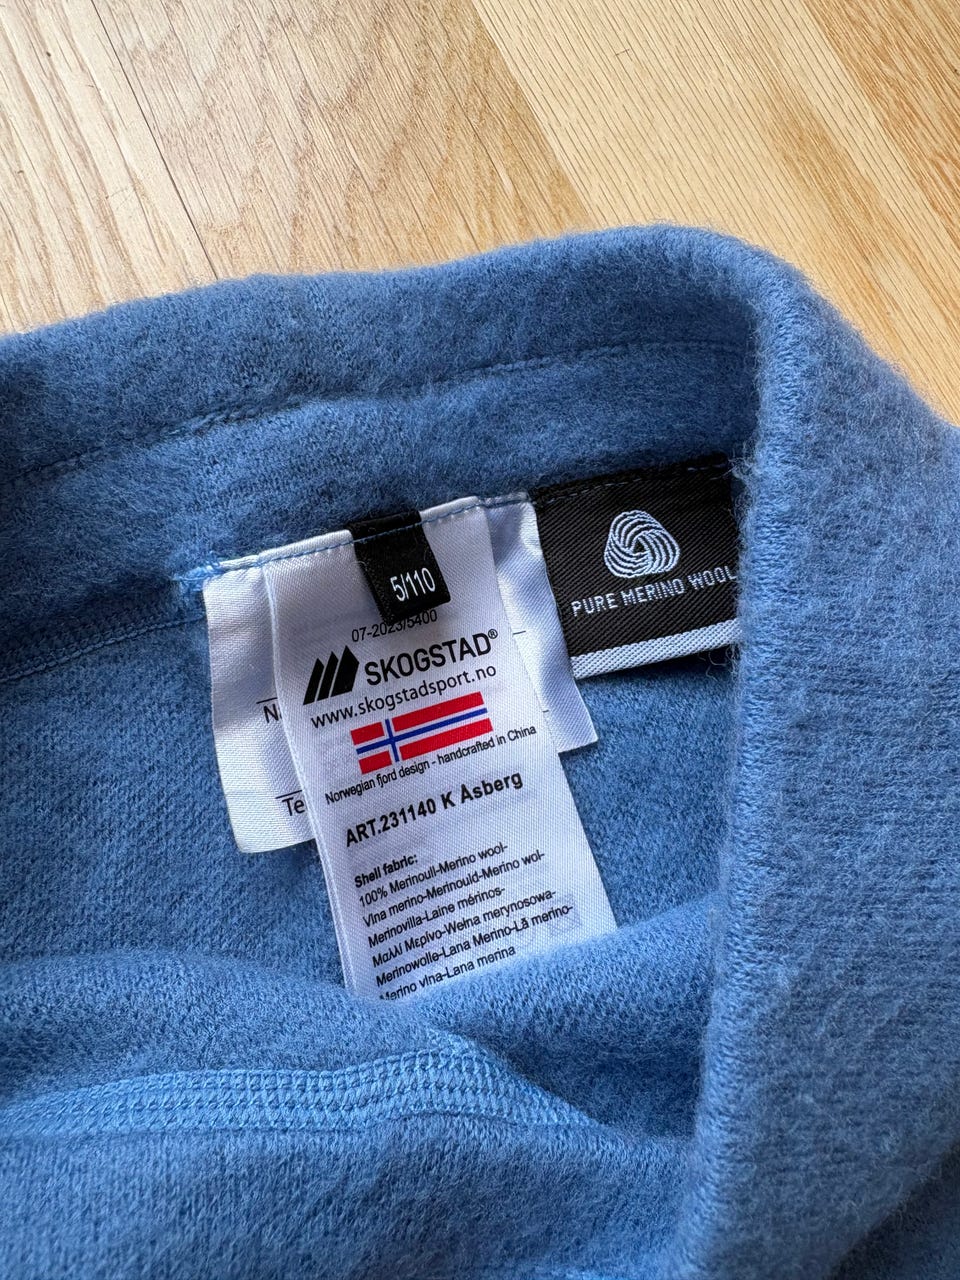 5/110
07-2023/5400
SKOGSTAD®
www.skogstadsport.no
Norwegian fjord design - handcrafted in China
ART.231140 K Åsberg
Shell fabric:
100% Merinoull-Merino wool-
Vlna merino-Merinould-Merino wol-
Merinovilla-Laine mérinos-
Μαλλί Μερίνο-Wełna merynosowa-
Merinowolle-Lana Merino-Lã merino-
Merino vlna-Lana merina
N
Te
PURE MERINO WOOL